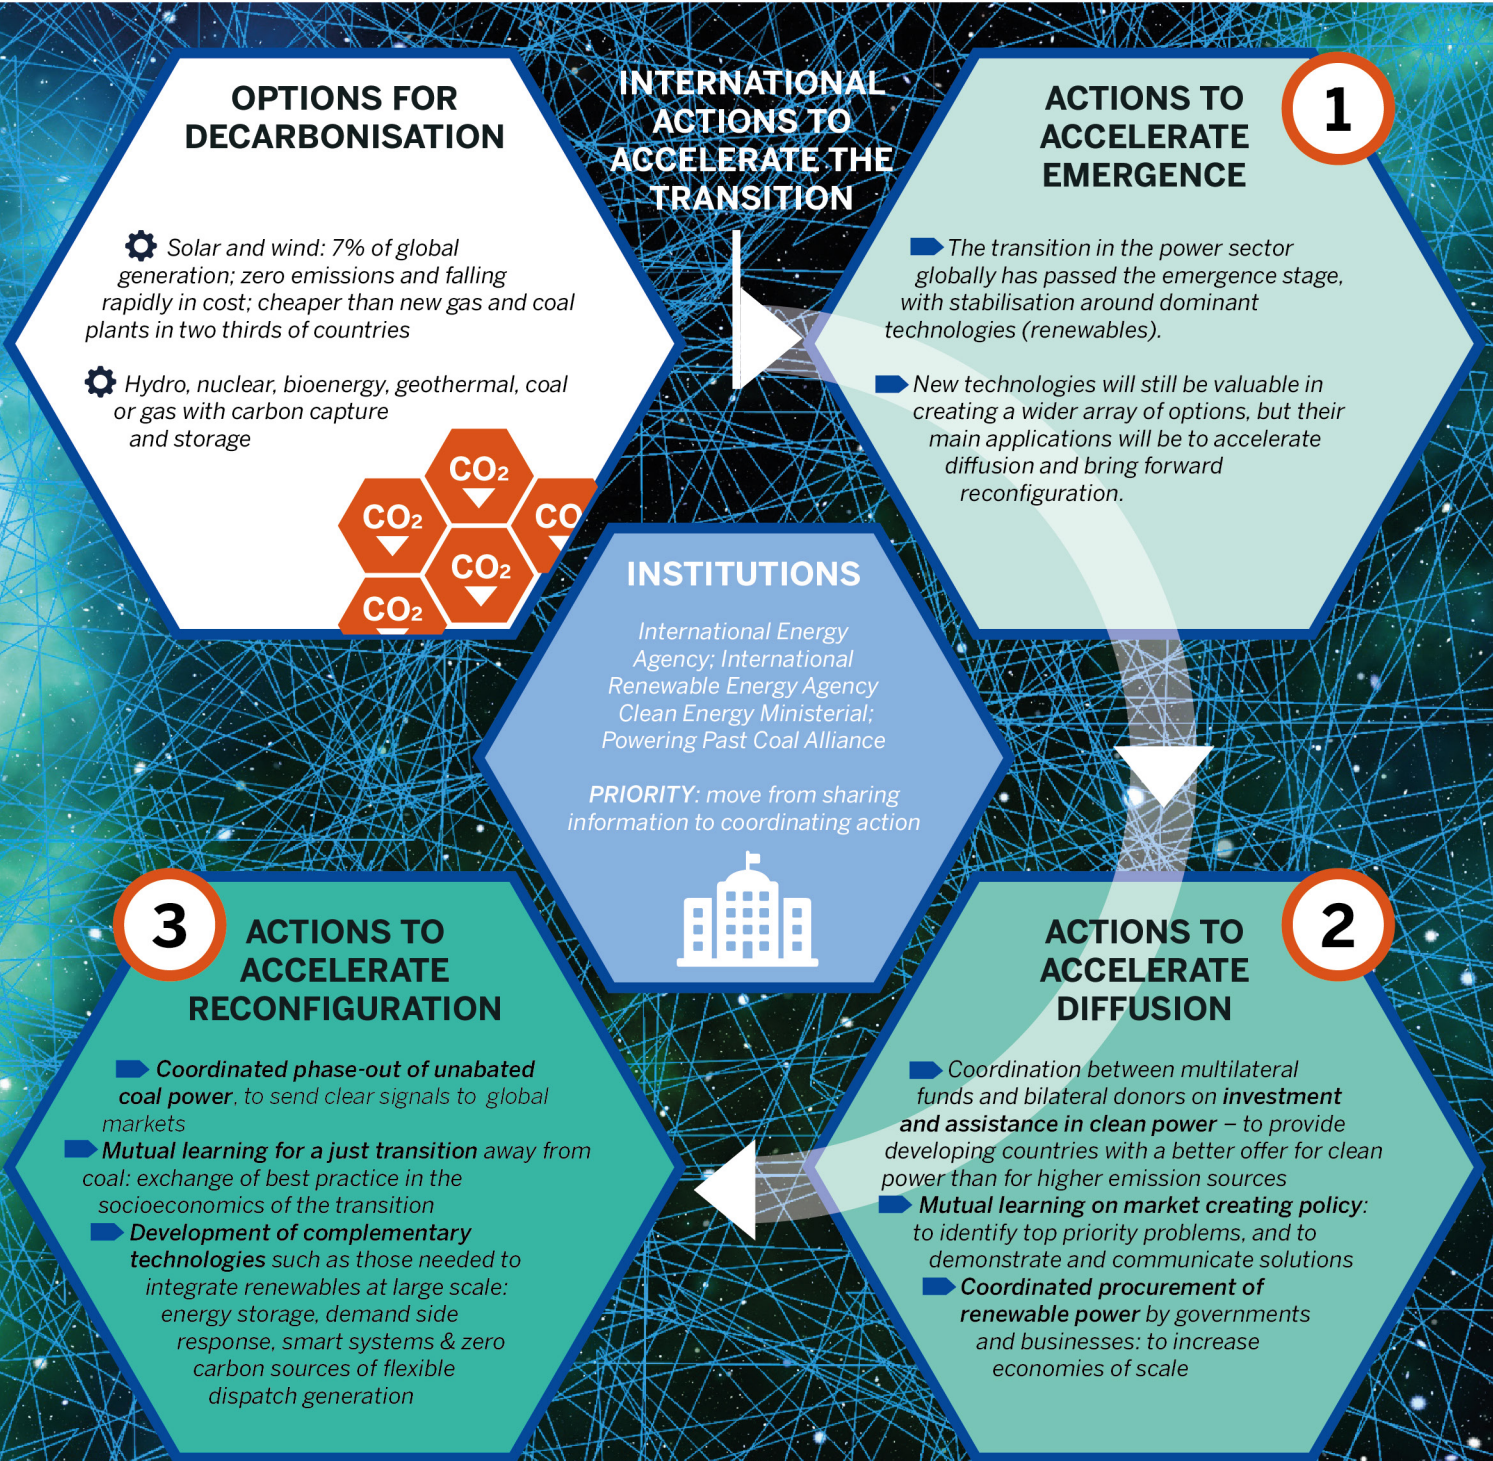 OPTIONS FOR
DECARBONISATION
Solar and wind: 7% of global
generation; zero emissions and falling
rapidly in cost; cheaper than new gas and coal
plants in two thirds of countries
Hydro, nuclear, bioenergy, geothermal, coal
or gas with carbon capture
and storage
CO2
CO2
CO
CO2
CO2
INTERNATIONAL
ACTIONS TO
ACCELERATE THE
TRANSITION
1
ACTIONS TO
ACCELERATE
EMERGENCE
The transition in the power sector
globally has passed the emergence stage,
with stabilisation around dominant
technologies (renewables).
New technologies will still be valuable in
creating a wider array of options, but their
main applications will be to accelerate
diffusion and bring forward
reconfiguration.
INSTITUTIONS
International Energy
Agency; International
Renewable Energy Agency
Clean Energy Ministerial;
Powering Past Coal Alliance
PRIORITY: move from sharing
information to coordinating action
2
ACTIONS TO
ACCELERATE
DIFFUSION
Coordination between multilateral
funds and bilateral donors on investment
and assistance in clean power – to provide
developing countries with a better offer for clean
power than for higher emission sources
Mutual learning on market creating policy:
to identify top priority problems, and to
demonstrate and communicate solutions
Coordinated procurement of
renewable power by governments
and businesses: to increase
economies of scale
3
ACTIONS TO
ACCELERATE
RECONFIGURATION
Coordinated phase-out of unabated
coal power, to send clear signals to global
markets
Mutual learning for a just transition away from
coal: exchange of best practice in the
socioeconomics of the transition
Development of complementary
technologies such as those needed to
integrate renewables at large scale:
energy storage, demand side
response, smart systems & zero
carbon sources of flexible
dispatch generation